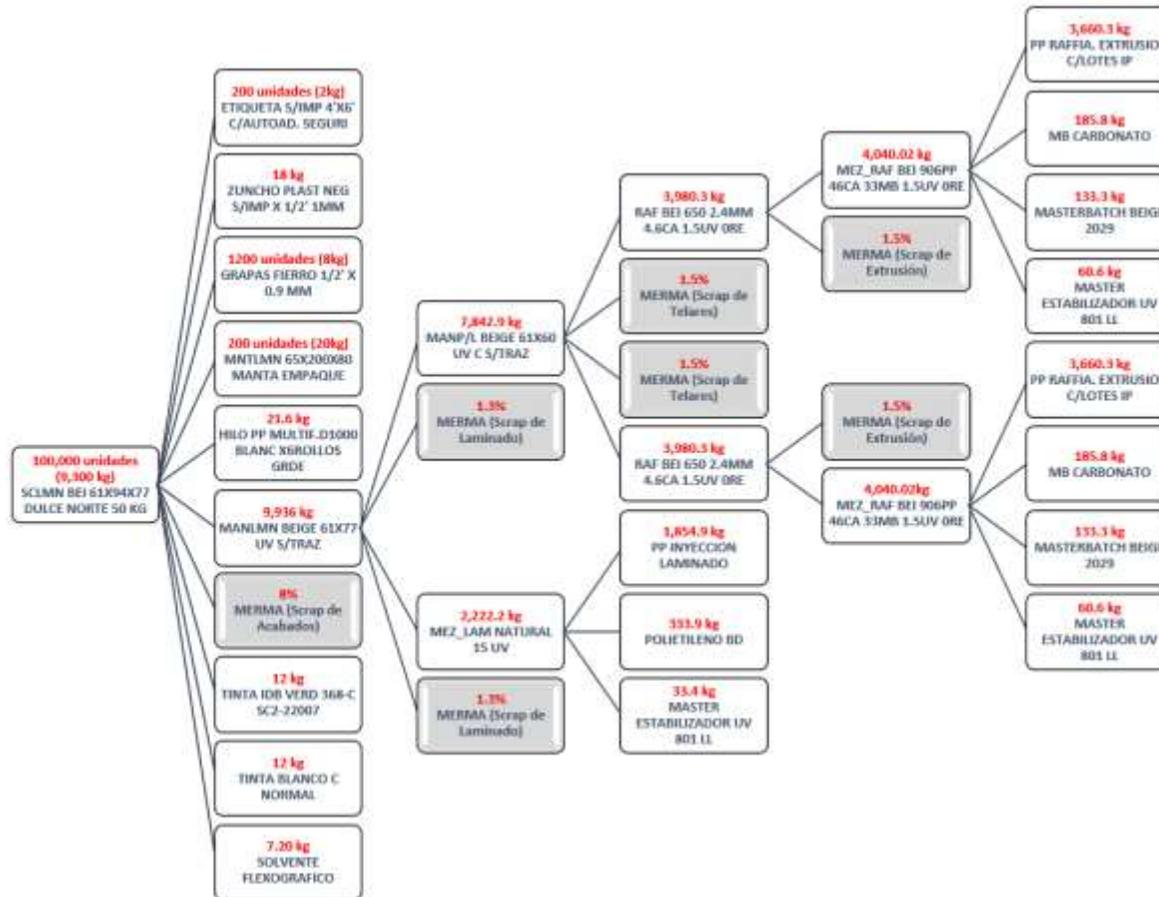 100,000 unidades
(9,300 kg)
SCLMN BEI 61X94X77
DULCE NORTE 50 KG
200 unidades (2kg)
ETIQUETA S/IMP 4'X6'
C/AUTOAD. SEGURI
18 kg
ZUNCHO PLAST NEG
S/IMP X 1/2' 1MM
1200 unidades (8kg)
GRAPAS FIERRO 1/2' X
0.9 MM
200 unidades (20kg)
MNTLMN 65X200X80
MANTA EMPAQUE
21.6 kg
HILO PP MULTIF.D1000
BLANC X6ROLLOS
GRDE
9,936 kg
MANLMN BEIGE 61X77
UV S/TRAZ
8%
MERMA (Scrap de
Acabados)
12 kg
TINTA IDB VERD 368-C
SC2-22007
12 kg
TINTA BLANCO C
NORMAL
7.20 kg
SOLVENTE
FLEXOGRAFICO
7,842.9 kg
MANP/L BEIGE 61X60
UV C S/TRAZ
1.3%
MERMA (Scrap de
Laminado)
2,222.2 kg
MEZ_LAM NATURAL
15 UV
1.3%
MERMA (Scrap de
Laminado)
3,980.3 kg
RAF BEI 650 2.4MM
4.6CA 1.5UV 0RE
1.5%
MERMA (Scrap de
Telares)
1.5%
MERMA (Scrap de
Telares)
3,980.3 kg
RAF BEI 650 2.4MM
4.6CA 1.5UV 0RE
1,854.9 kg
PP INYECCIÓN
LAMINADO
333.9 kg
POLIETILENO BD
33.4 kg
MASTER
ESTABILIZADOR UV
801 LL
4,040.02 kg
MEZ_RAF BEI 906PP
46CA 33MB 1.5UV 0RE
1.5%
MERMA (Scrap de
Extrusión)
1.5%
MERMA (Scrap de
Extrusión)
4,040.02kg
MEZ_RAF BEI 906PP
46CA 33MB 1.5UV 0RE
3,660.3 kg
PP RAFFIA. EXTRUSIO
C/LOTES IP
185.8 kg
MB CARBONATO
133.3 kg
MASTERBATCH BEIGE
2029
60.6 kg
MASTER
ESTABILIZADOR UV
801 LL
3,660.3 kg
PP RAFFIA. EXTRUSIO
C/LOTES IP
185.8 kg
MB CARBONATO
133.3 kg
MASTERBATCH BEIGE
2029
60.6 kg
MASTER
ESTABILIZADOR UV
801 LL